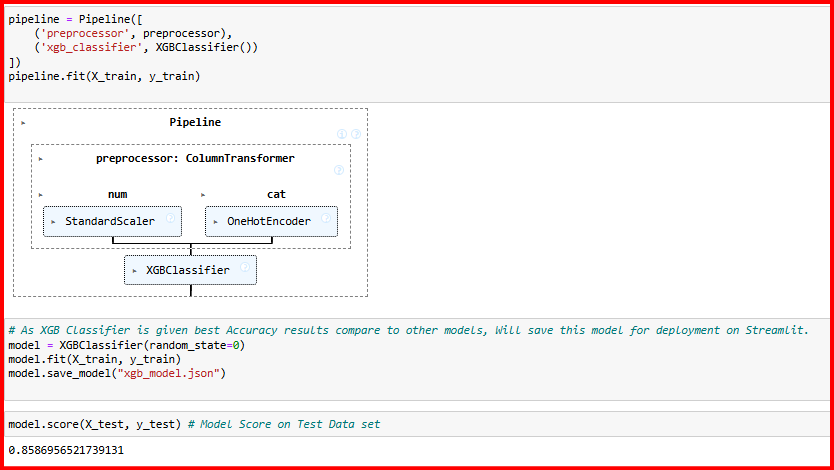 pipeline = Pipeline([
    ('preprocessor', preprocessor),
    ('xgb_classifier', XGBClassifier())
])
pipeline.fit(X_train, y_train)
Pipeline
i ?
preprocessor: ColumnTransformer
?
num cat
StandardScaler ? OneHotEncoder ?
XGBClassifier ?
# As XGB Classifier is given best Accuracy results compare to other models, Will save this model for deployment on Streamlit.
model = XGBClassifier(random_state=0)
model.fit(X_train, y_train)
model.save_model("xgb_model.json")
model.score(X_test, y_test) # Model Score on Test Data set
0.8586956521739131